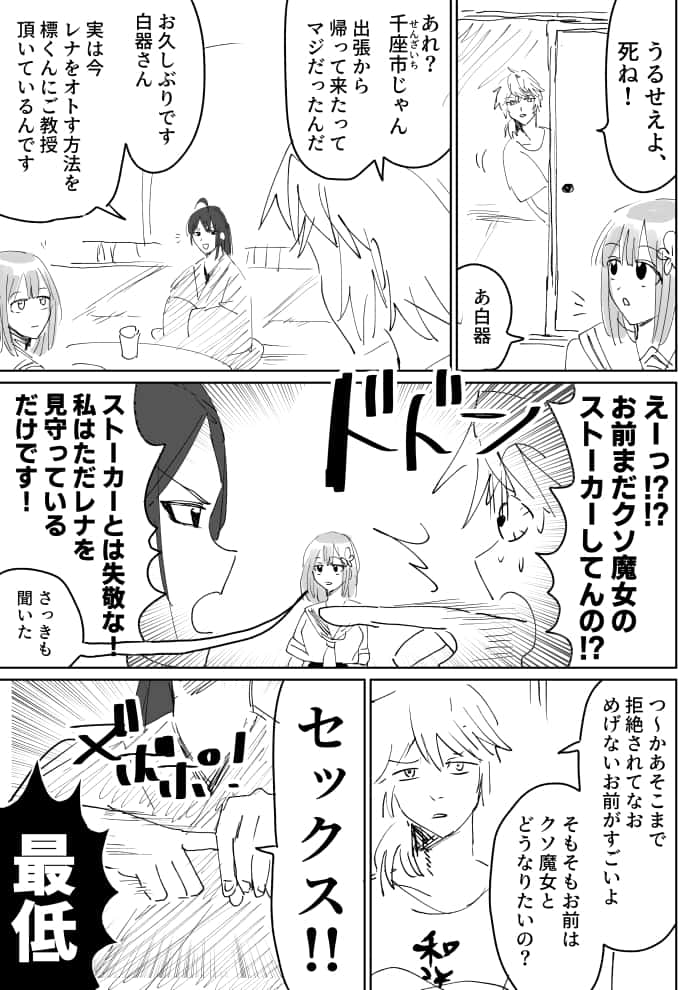 うるせえよ、
死ね！
あ白器
あれ？
千座市じゃん
せんざいち
出張から
帰って来たって
マジだったんだ
お久しぶりです
白器さん
実は今
レナをオトす方法を
標くんにご教授
頂いているんです
えーっ!?!?
お前まだクソ魔女の
ストーカーしてんの!?
ドドン
ストーカーとは失敬な！
私はただレナを
見守っている
だけです！
さっきも
聞いた
つ〜かあそこまで
拒絶されてなお
めげないお前がすごいよ
そもそもお前は
クソ魔女と
どうなりたいの？
セックス!!
ズボズボ!
最低